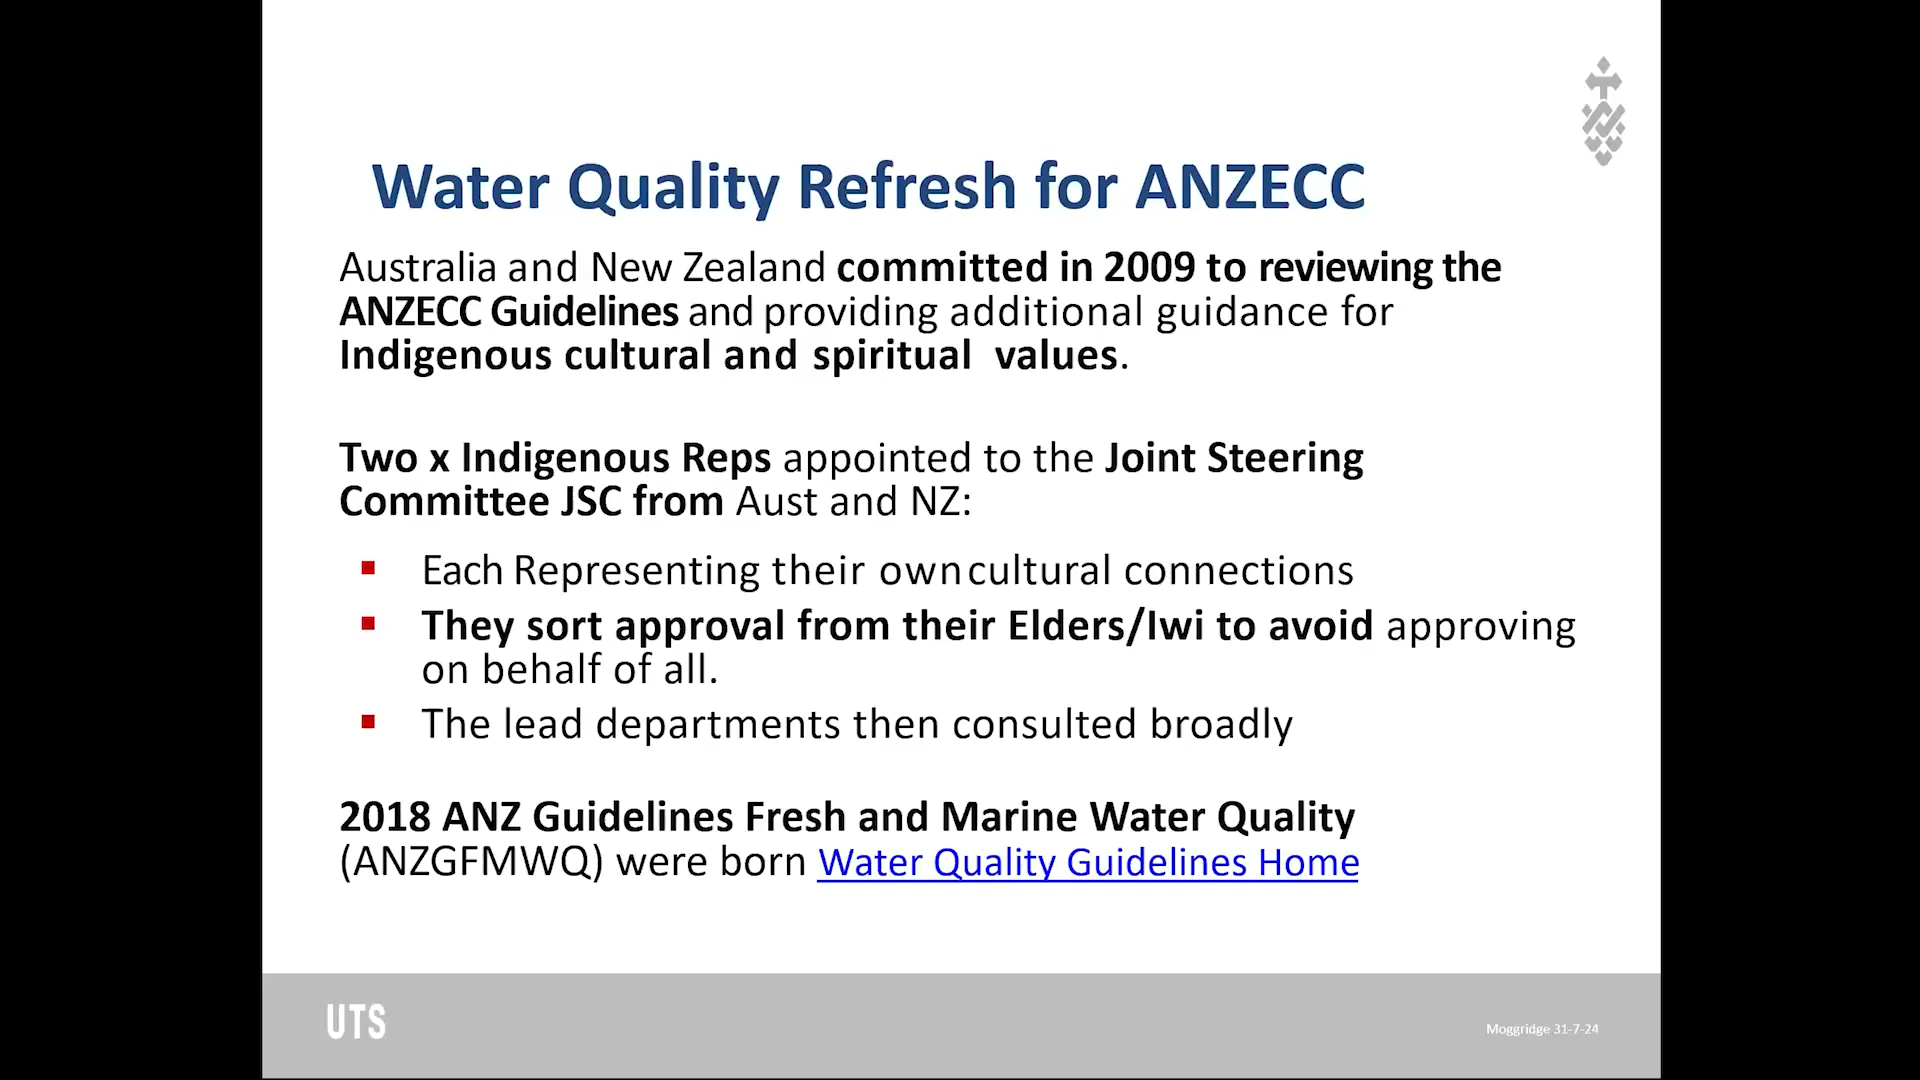 Water Quality Refresh for ANZECC
Australia and New Zealand committed in 2009 to reviewing the
ANZECC Guidelines and providing additional guidance for
Indigenous cultural and spiritual values.
Two x Indigenous Reps appointed to the Joint Steering
Committee JSC from Aust and NZ:
Each Representing their own cultural connections
They sort approval from their Elders/Iwi to avoid approving
on behalf of all.
The lead departments then consulted broadly
2018 ANZ Guidelines Fresh and Marine Water Quality
(ANZGFMWQ) were born Water Quality Guidelines Home
UTS
Moggridge 31-7-24